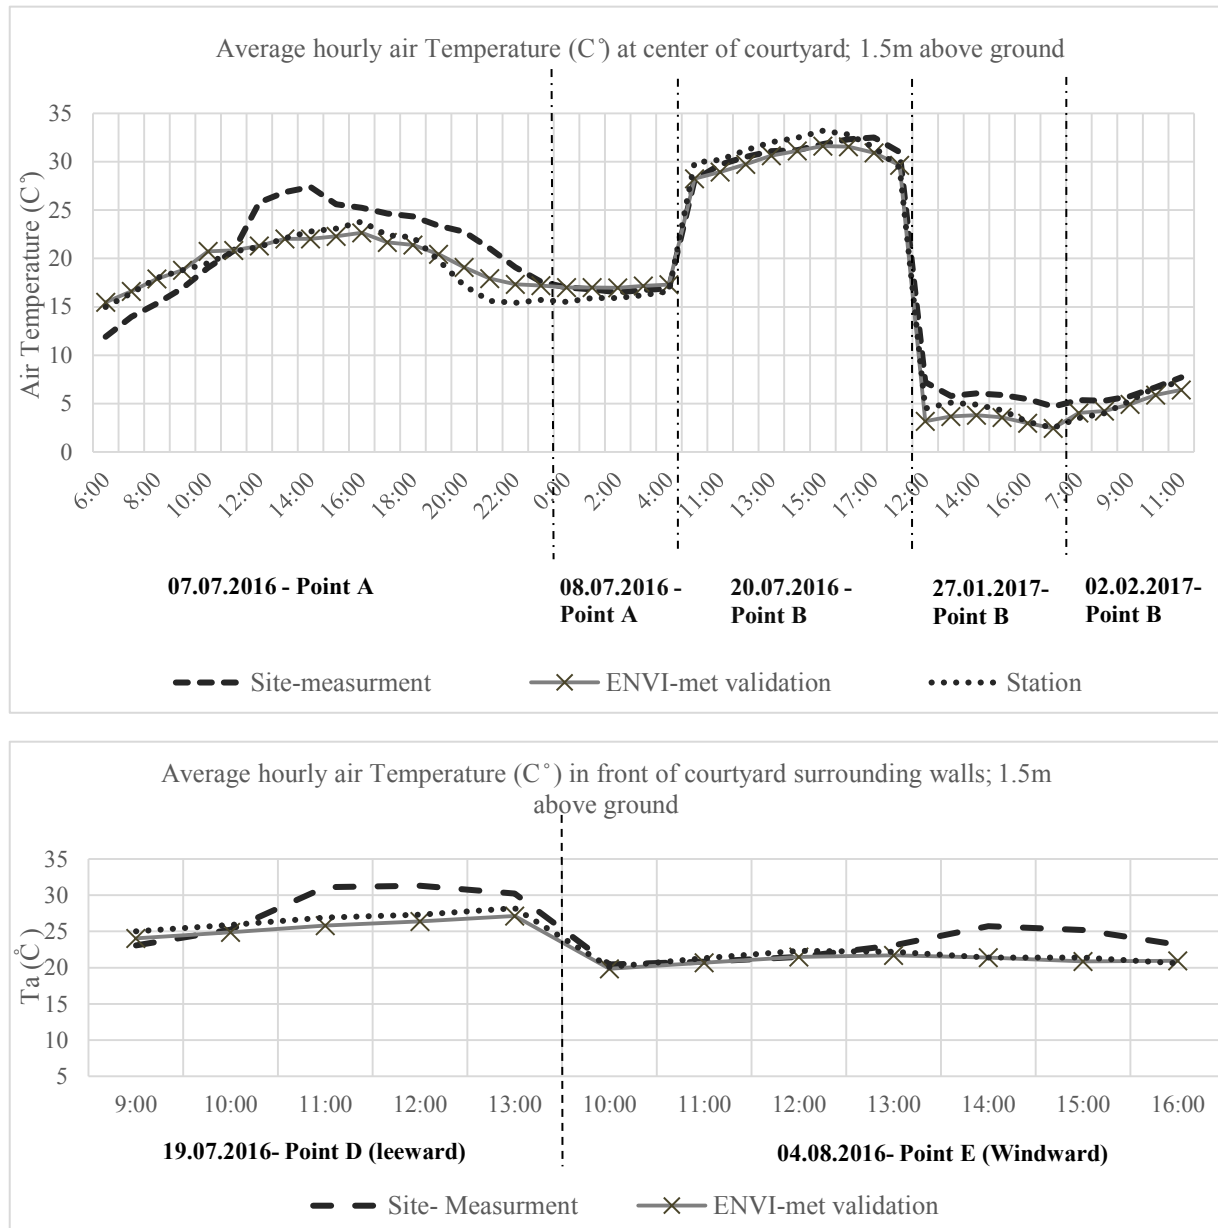 Average hourly air Temperature (C°) at center of courtyard; 1.5m above ground
Air Temperature (C°)
35
30
25
20
15
10
5
0
6:00 8:00 10:00 12:00 14:00 16:00 18:00 20:00 22:00 0:00 2:00 4:00 11:00 13:00 15:00 17:00 12:00 14:00 16:00 7:00 9:00 11:00
07.07.2016 - Point A
08.07.2016 -
Point A
20.07.2016 -
Point B
27.01.2017-
Point B
02.02.2017-
Point B
Site-measurment ENVI-met validation Station
Average hourly air Temperature (C°) in front of courtyard surrounding walls; 1.5m
above ground
Ta (C°)
35
30
25
20
15
10
5
9:00 10:00 11:00 12:00 13:00 10:00 11:00 12:00 13:00 14:00 15:00 16:00
19.07.2016- Point D (leeward)
04.08.2016- Point E (Windward)
Site- Measurment ENVI-met validation